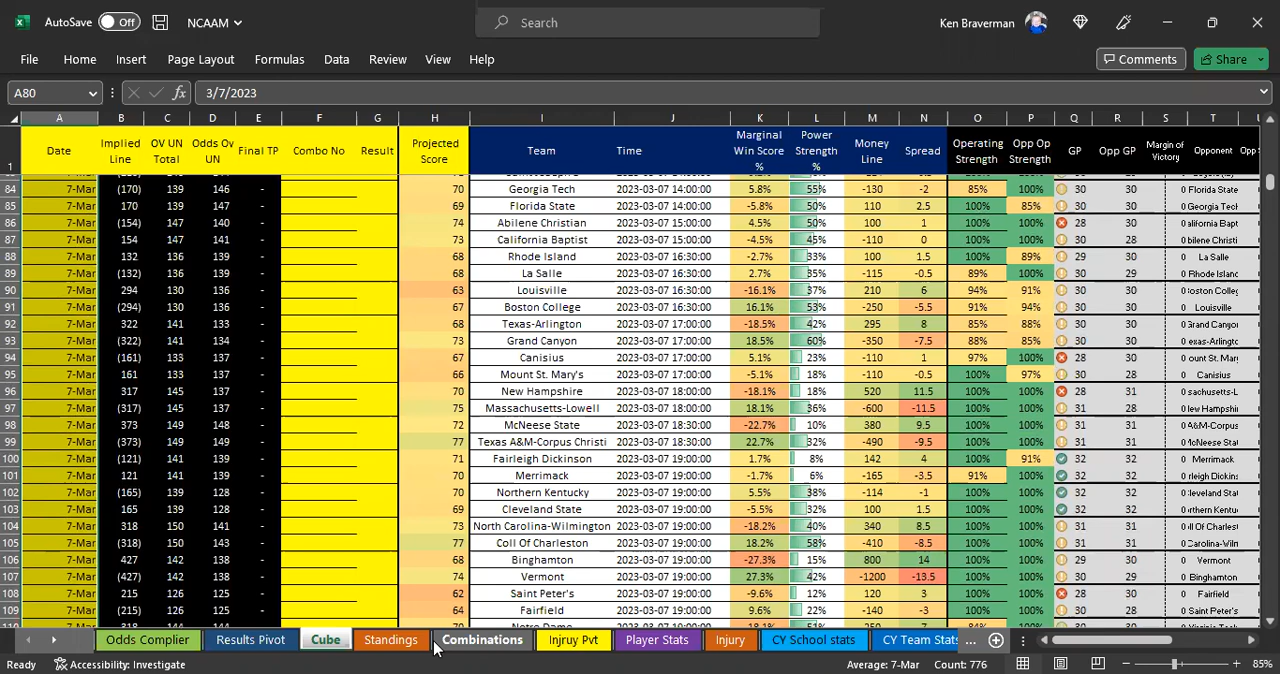 AutoSave Off NCAAM Search Ken Braverman
File Home Insert Page Layout Formulas Data Review View Help Comments Share
A80 fx 3/7/2023
A B C D E F G H I J K L M N O P Q R S T
1 Date Implied Line OV UN Total Odds Ov UN Final TP Combo No Result Projected Score Team Time Marginal Win Score % Power Strength % Money Line Spread Operating Strength Opp Op Strength GP Opp GP Margin of Victory Opponent
84 7-Mar (170) 139 146 - 70 Georgia Tech 2023-03-07 14:00:00 5.8% 55% -130 -2 85% 100% 30 30 0 Florida State
85 7-Mar 170 139 147 - 69 Florida State 2023-03-07 14:00:00 -5.8% 50% 110 2.5 100% 85% 30 30 0 Georgia Tech
86 7-Mar (154) 147 140 - 74 Abilene Christian 2023-03-07 15:00:00 4.5% 50% 100 1 100% 100% 28 30 0 alifornia Bapt
87 7-Mar 154 147 141 - 73 California Baptist 2023-03-07 15:00:00 -4.5% 45% -110 0 100% 100% 30 28 0 bilene Christi
88 7-Mar 132 136 139 - 68 Rhode Island 2023-03-07 16:30:00 -2.7% 33% 100 1.5 100% 89% 29 30 0 La Salle
89 7-Mar (132) 136 139 - 68 La Salle 2023-03-07 16:30:00 2.7% 35% -115 -0.5 89% 100% 30 29 0 Rhode Island
90 7-Mar 294 130 136 - 63 Louisville 2023-03-07 16:30:00 -16.1% 37% 210 6 94% 91% 30 30 0 oston College
91 7-Mar (294) 130 136 - 67 Boston College 2023-03-07 16:30:00 16.1% 53% -250 -5.5 91% 94% 30 30 0 Louisville
92 7-Mar 322 141 133 - 68 Texas-Arlington 2023-03-07 17:00:00 -18.5% 42% 295 8 85% 88% 30 30 0 Grand Canyon
93 7-Mar (322) 141 134 - 73 Grand Canyon 2023-03-07 17:00:00 18.5% 60% -350 -7.5 88% 85% 30 30 0 exas-Arlington
94 7-Mar (161) 133 137 - 67 Canisius 2023-03-07 17:00:00 5.1% 23% -110 1 97% 100% 28 30 0 ount St. Mary'
95 7-Mar 161 133 137 - 66 Mount St. Mary's 2023-03-07 17:00:00 -5.1% 18% -110 1 100% 97% 30 28 0 Canisius
96 7-Mar 317 145 137 - 70 New Hampshire 2023-03-07 18:00:00 -18.1% 18% 520 11.5 100% 100% 28 31 0 sachusetts-Lo
97 7-Mar (317) 145 137 - 75 Massachusetts-Lowell 2023-03-07 18:00:00 18.1% 36% -600 -11.5 100% 100% 31 28 0 lew Hampshir
98 7-Mar 373 149 148 - 72 McNeese State 2023-03-07 18:30:00 -22.7% 10% 380 9.5 100% 100% 31 31 0 A&M-Corpus
99 7-Mar (373) 149 149 - 77 Texas A&M-Corpus Christi 2023-03-07 18:30:00 22.7% 32% -490 -9.5 100% 100% 31 31 0 McNeese State
100 7-Mar (121) 141 139 - 71 Fairleigh Dickinson 2023-03-07 19:00:00 1.7% 8% 142 4 100% 91% 32 32 0 Merrimack
101 7-Mar 121 141 139 - 70 Merrimack 2023-03-07 19:00:00 -1.7% 6% -165 -3.5 91% 100% 32 32 0 rleigh Dickins
102 7-Mar (165) 139 128 - 70 Northern Kentucky 2023-03-07 19:00:00 5.5% 38% -114 -1 100% 100% 32 32 0 leveland Stat
103 7-Mar 165 139 128 - 69 Cleveland State 2023-03-07 19:00:00 -5.5% 32% 100 1.5 100% 100% 32 32 0 rthern Kentuc
104 7-Mar 318 150 141 - 73 North Carolina-Wilmington 2023-03-07 19:00:00 -18.2% 40% 340 8.5 100% 100% 31 31 0 Of Charlest
105 7-Mar (318) 150 143 - 77 Coll Of Charleston 2023-03-07 19:00:00 18.2% 58% -410 -8.5 100% 100% 31 31 0 Carolina-Wiln
106 7-Mar 427 142 138 - 68 Binghamton 2023-03-07 19:00:00 -27.3% 15% 800 14 100% 100% 29 30 0 Vermont
107 7-Mar (427) 142 138 - 74 Vermont 2023-03-07 19:00:00 27.3% 42% -1200 -13.5 100% 100% 30 29 0 Binghamton
108 7-Mar 215 126 125 - 62 Saint Peter's 2023-03-07 19:00:00 -9.6% 12% 120 3 100% 100% 28 30 0 Fairfield
109 7-Mar (215) 126 125 - 64 Fairfield 2023-03-07 19:00:00 9.6% 22% -140 -3 100% 100% 30 28 0 Saint Peter's
Odds Complier Results Pivot Cube Standings Combinations Injruy Pvt Player Stats Injury CY School stats CY Team Stats ...
Ready Accessibility: Investigate Average: 7-Mar Count: 776 85%